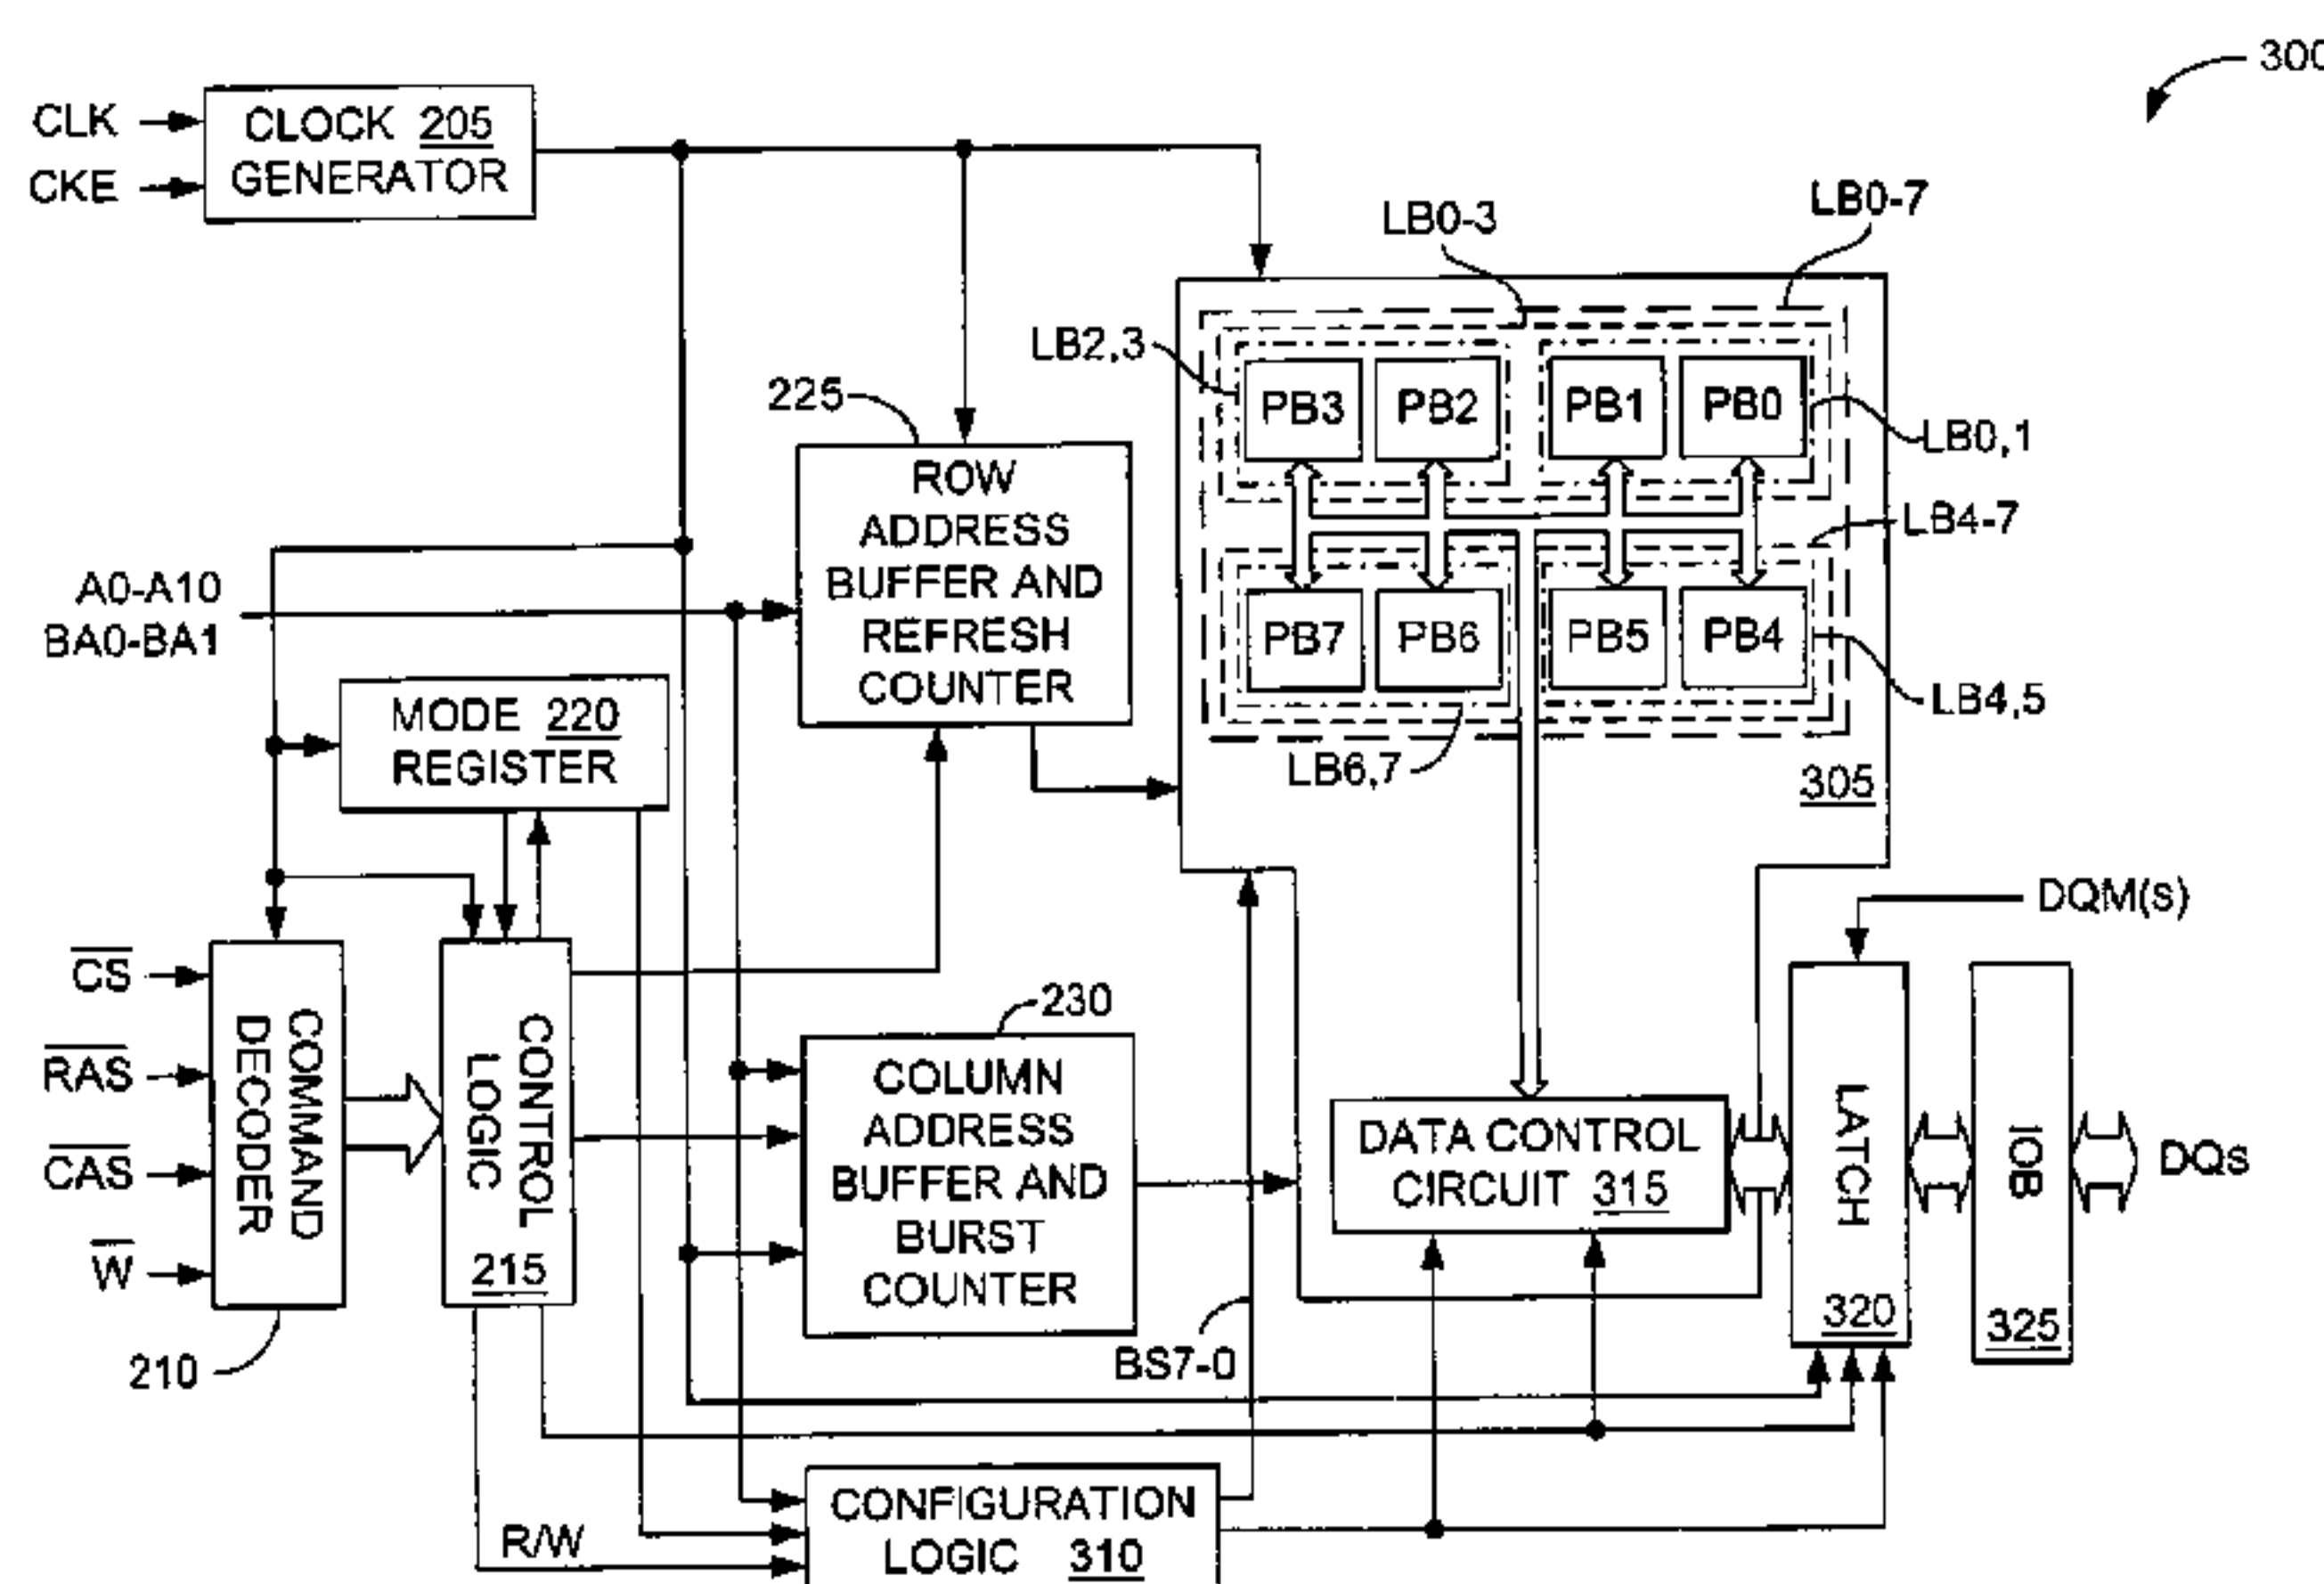 300
CLK
CKE
CLOCK 205
GENERATOR
LB0-3
LB0-7
LB2,3
PB3
PB2
PB1
PB0
LB0,1
225
ROW
ADDRESS
BUFFER AND
REFRESH
COUNTER
A0-A10
BA0-BA1
LB4-7
PB7
PB6
PB5
PB4
LB4,5
LB6,7
305
MODE 220
REGISTER
DQM(s)
CS
RAS
CAS
W
COMMAND
DECODER
210
CONTROL
LOGIC
215
230
COLUMN
ADDRESS
BUFFER AND
BURST
COUNTER
DATA CONTROL
CIRCUIT 315
LATCH
320
IOB
325
DQs
BS7-0
R/W
CONFIGURATION
LOGIC 310